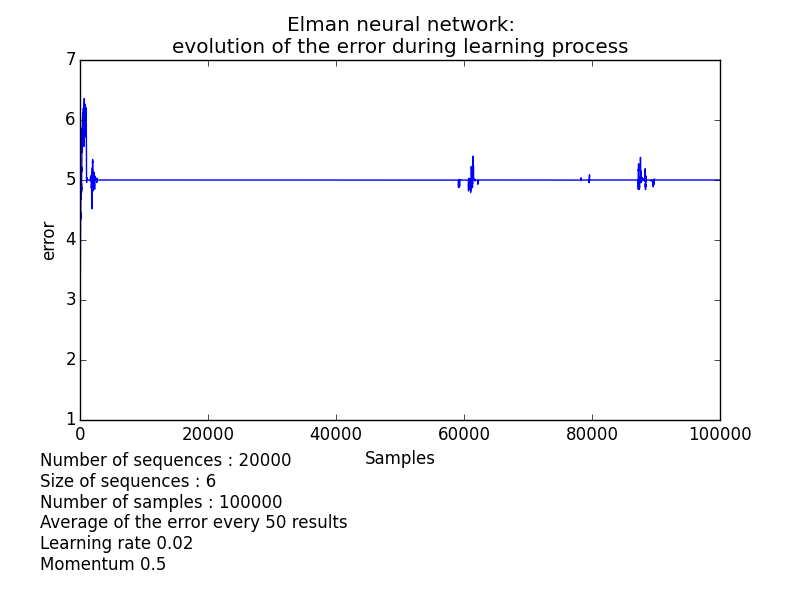 Elman neural network:
evolution of the error during learning process
7
6
5
4
3
2
1
error
0 20000 40000 60000 80000 100000
Samples
Number of sequences : 20000
Size of sequences : 6
Number of samples : 100000
Average of the error every 50 results
Learning rate 0.02
Momentum 0.5